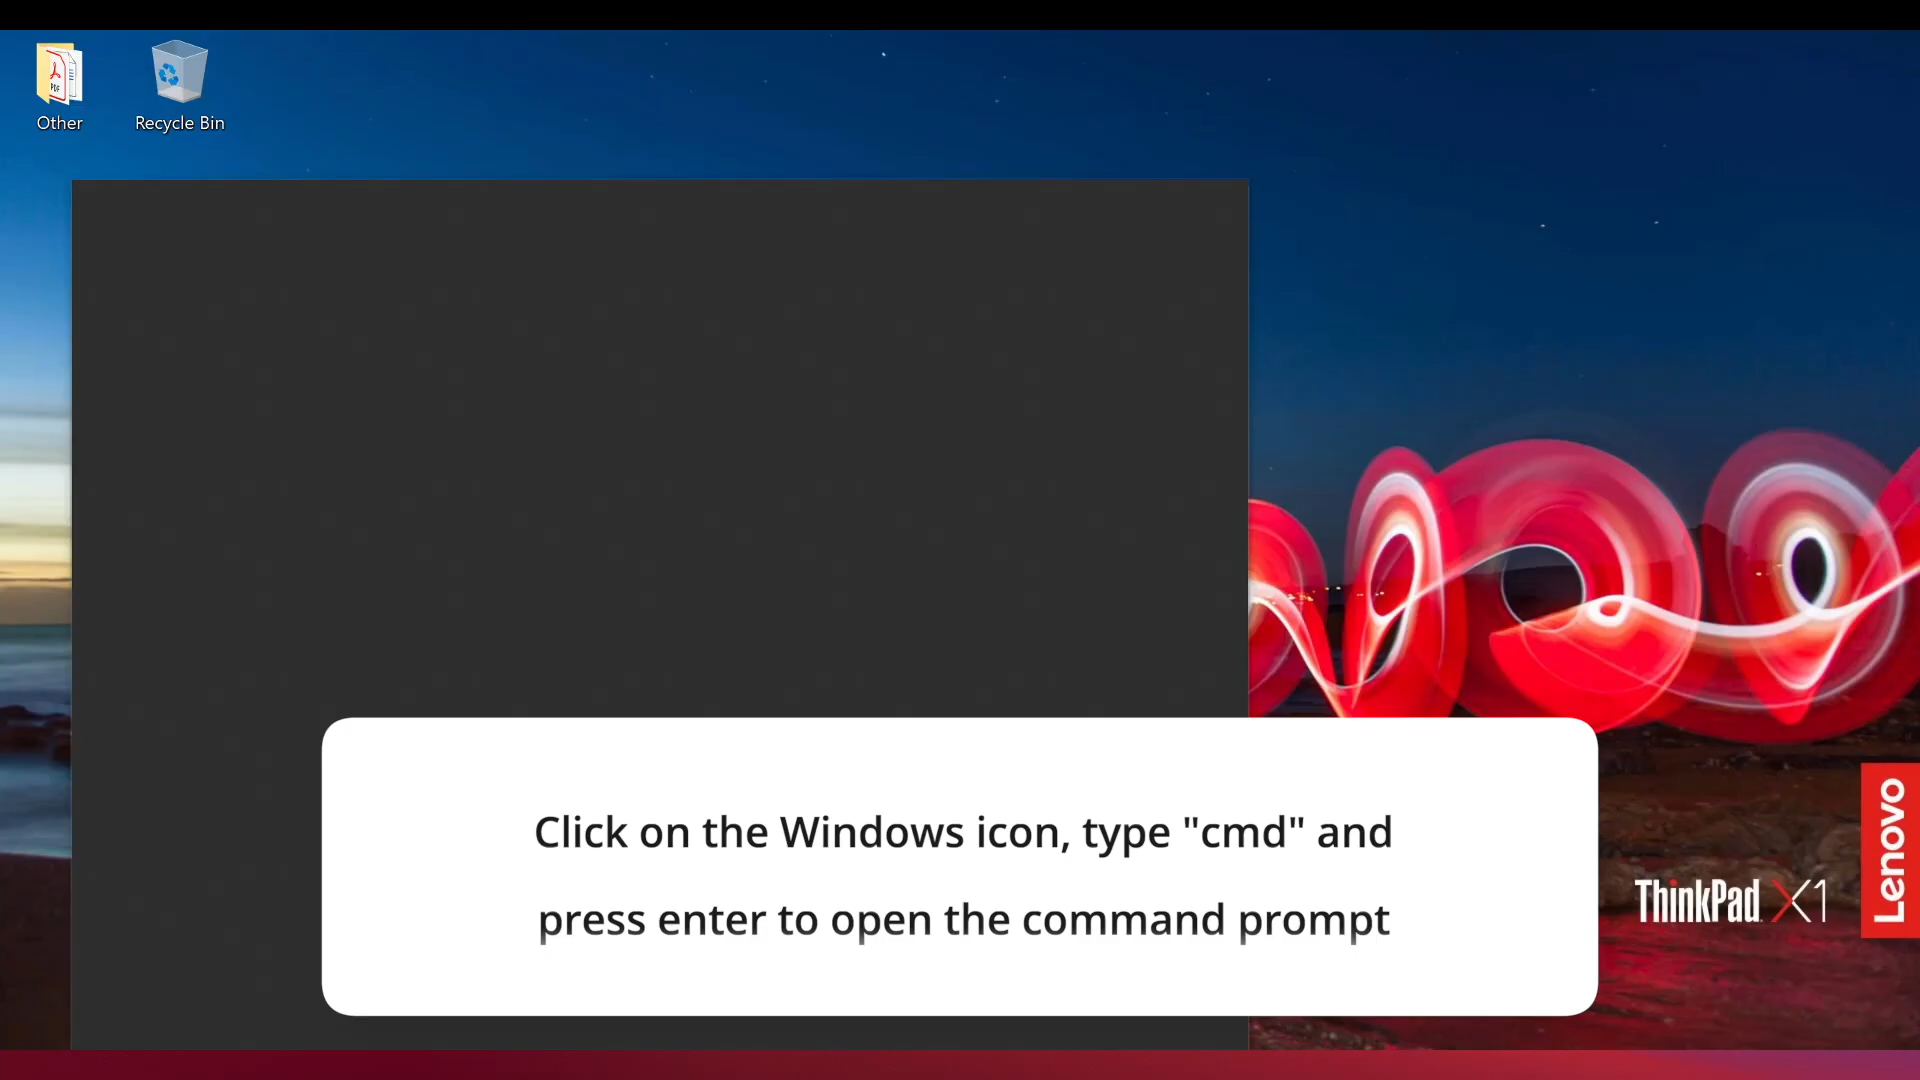 PDF
Other
Recycle Bin
Click on the Windows icon, type "cmd" and
press enter to open the command prompt
ThinkPad X1
Lenovo